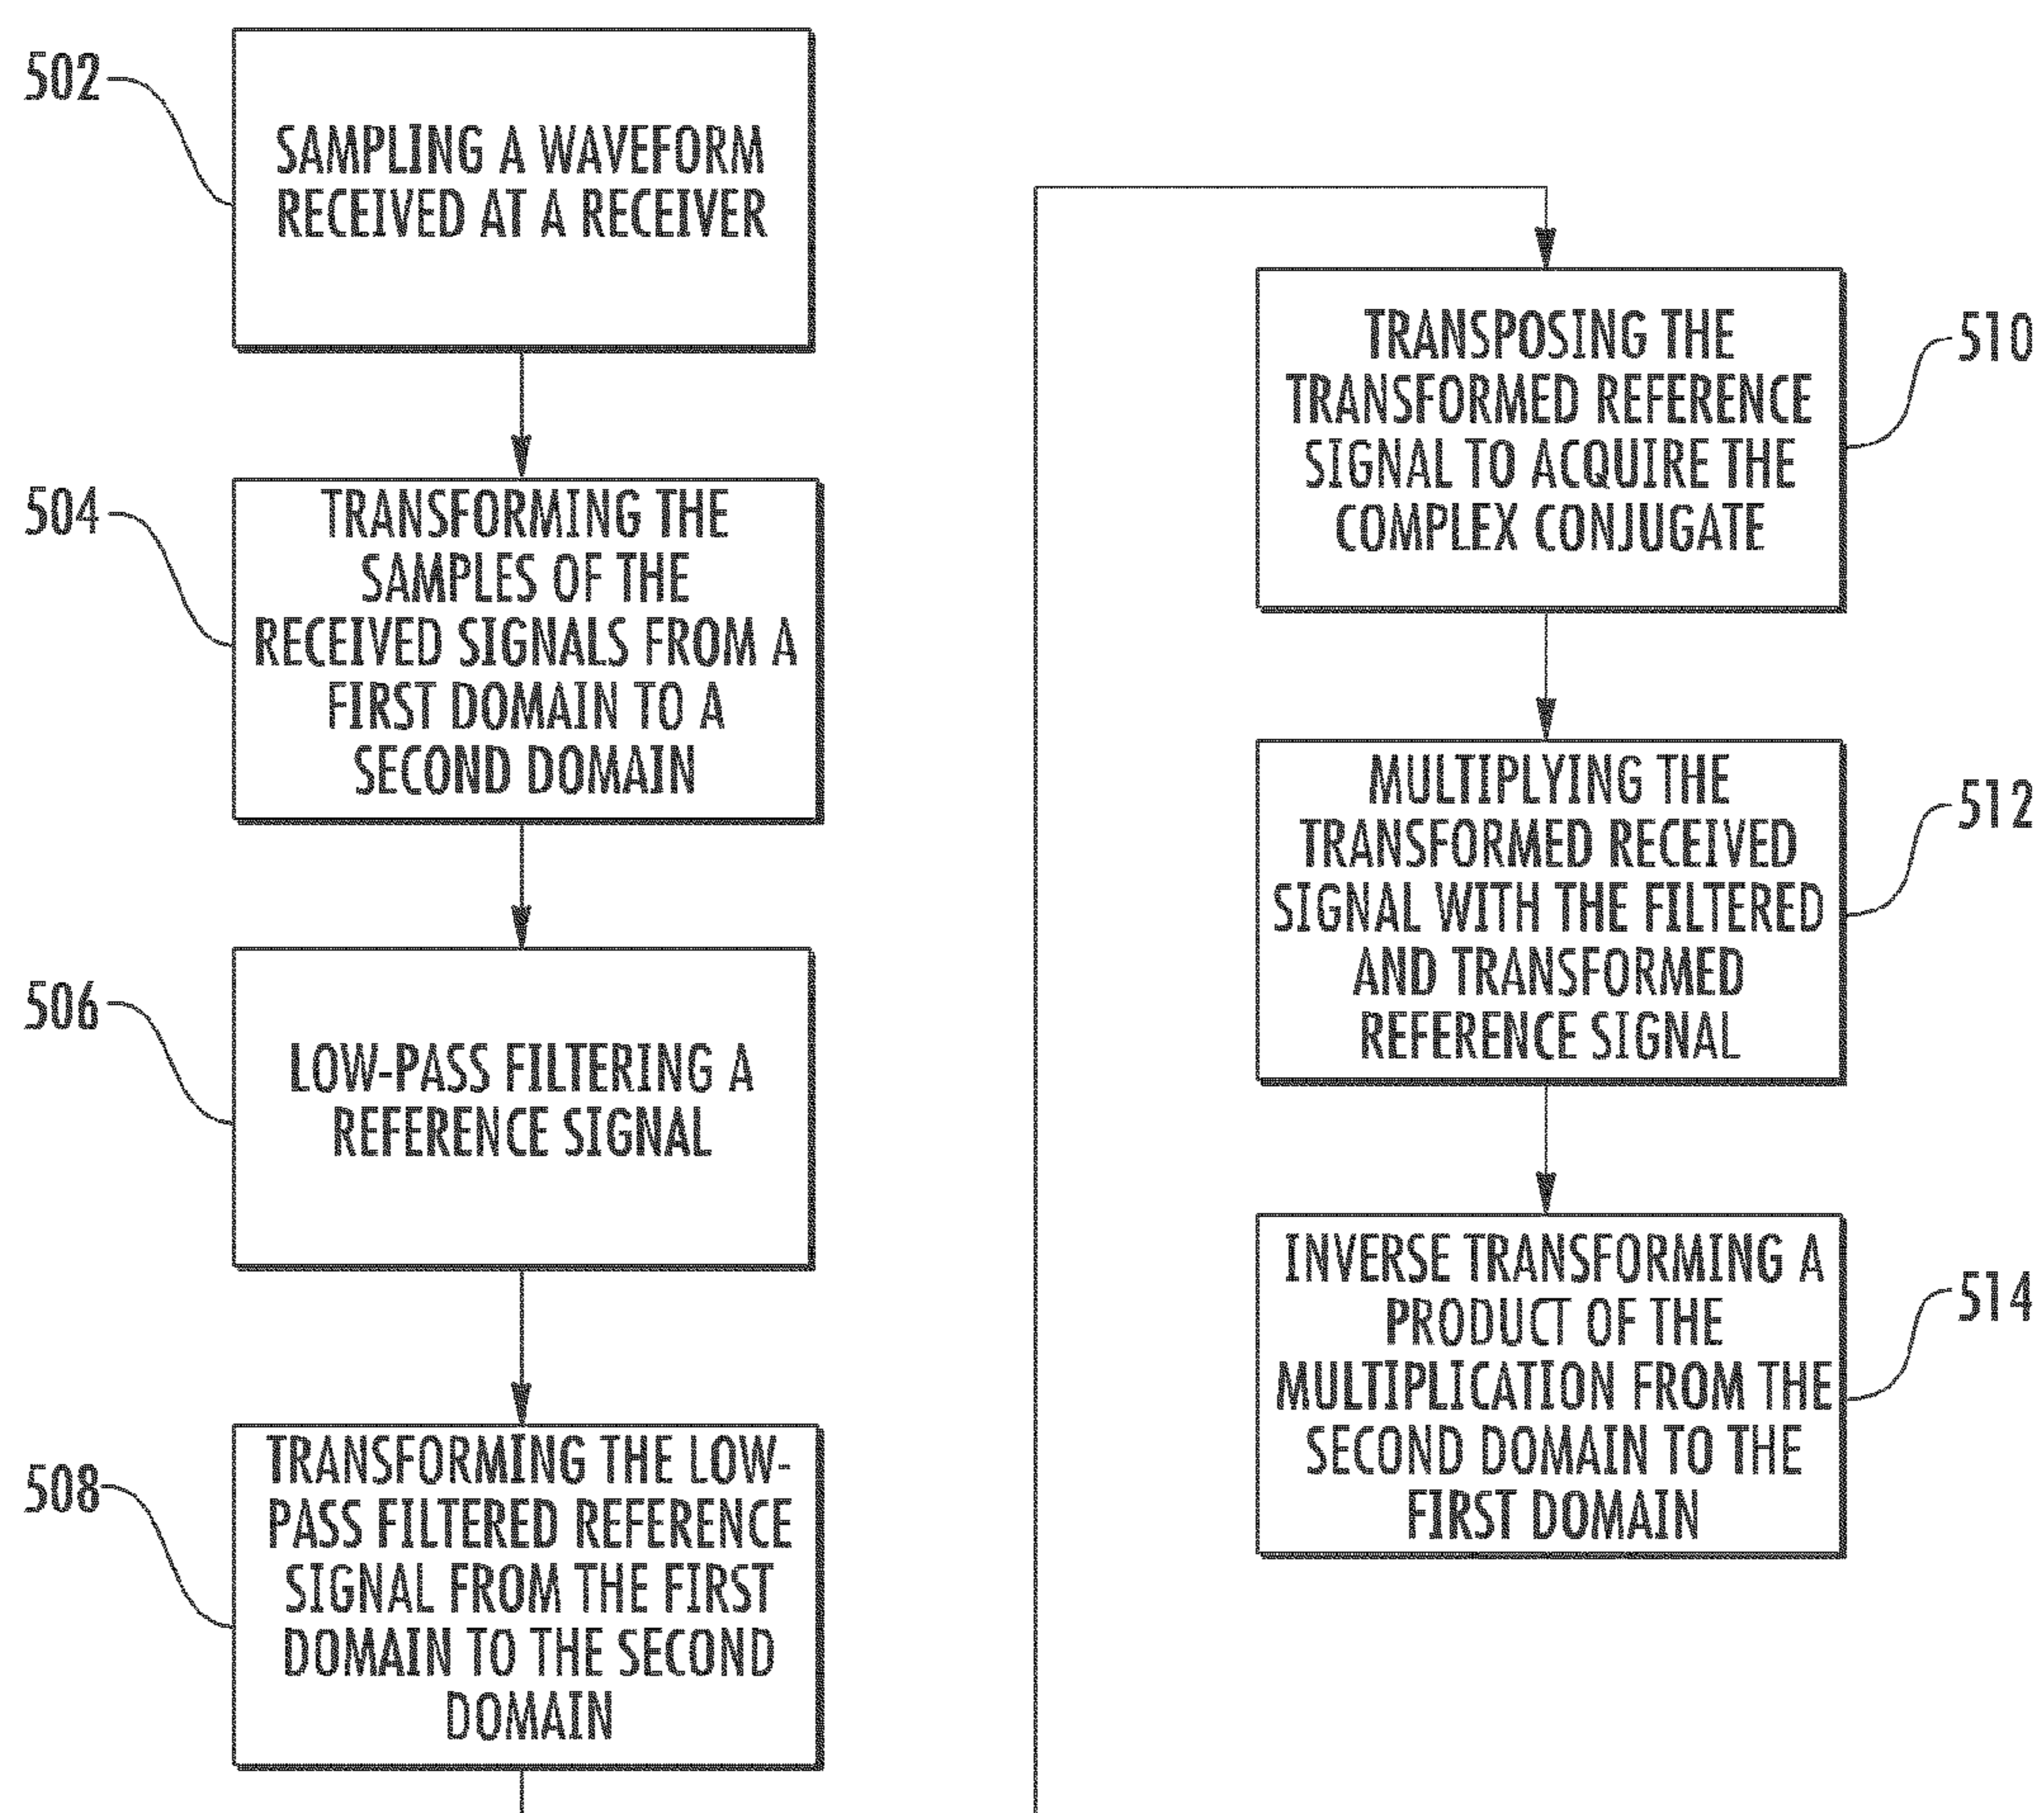 502
SAMPLING A WAVEFORM
RECEIVED AT A RECEIVER
504
TRANSFORMING THE
SAMPLES OF THE
RECEIVED SIGNALS FROM A
FIRST DOMAIN TO A
SECOND DOMAIN
506
LOW-PASS FILTERING A
REFERENCE SIGNAL
508
TRANSFORMING THE LOW-
PASS FILTERED REFERENCE
SIGNAL FROM THE FIRST
DOMAIN TO THE SECOND
DOMAIN
TRANSPOSING THE
TRANSFORMED REFERENCE
SIGNAL TO ACQUIRE THE
COMPLEX CONJUGATE
510
MULTIPLYING THE
TRANSFORMED RECEIVED
SIGNAL WITH THE FILTERED
AND TRANSFORMED
REFERENCE SIGNAL
512
INVERSE TRANSFORMING A
PRODUCT OF THE
MULTIPLICATION FROM THE
SECOND DOMAIN TO THE
FIRST DOMAIN
514